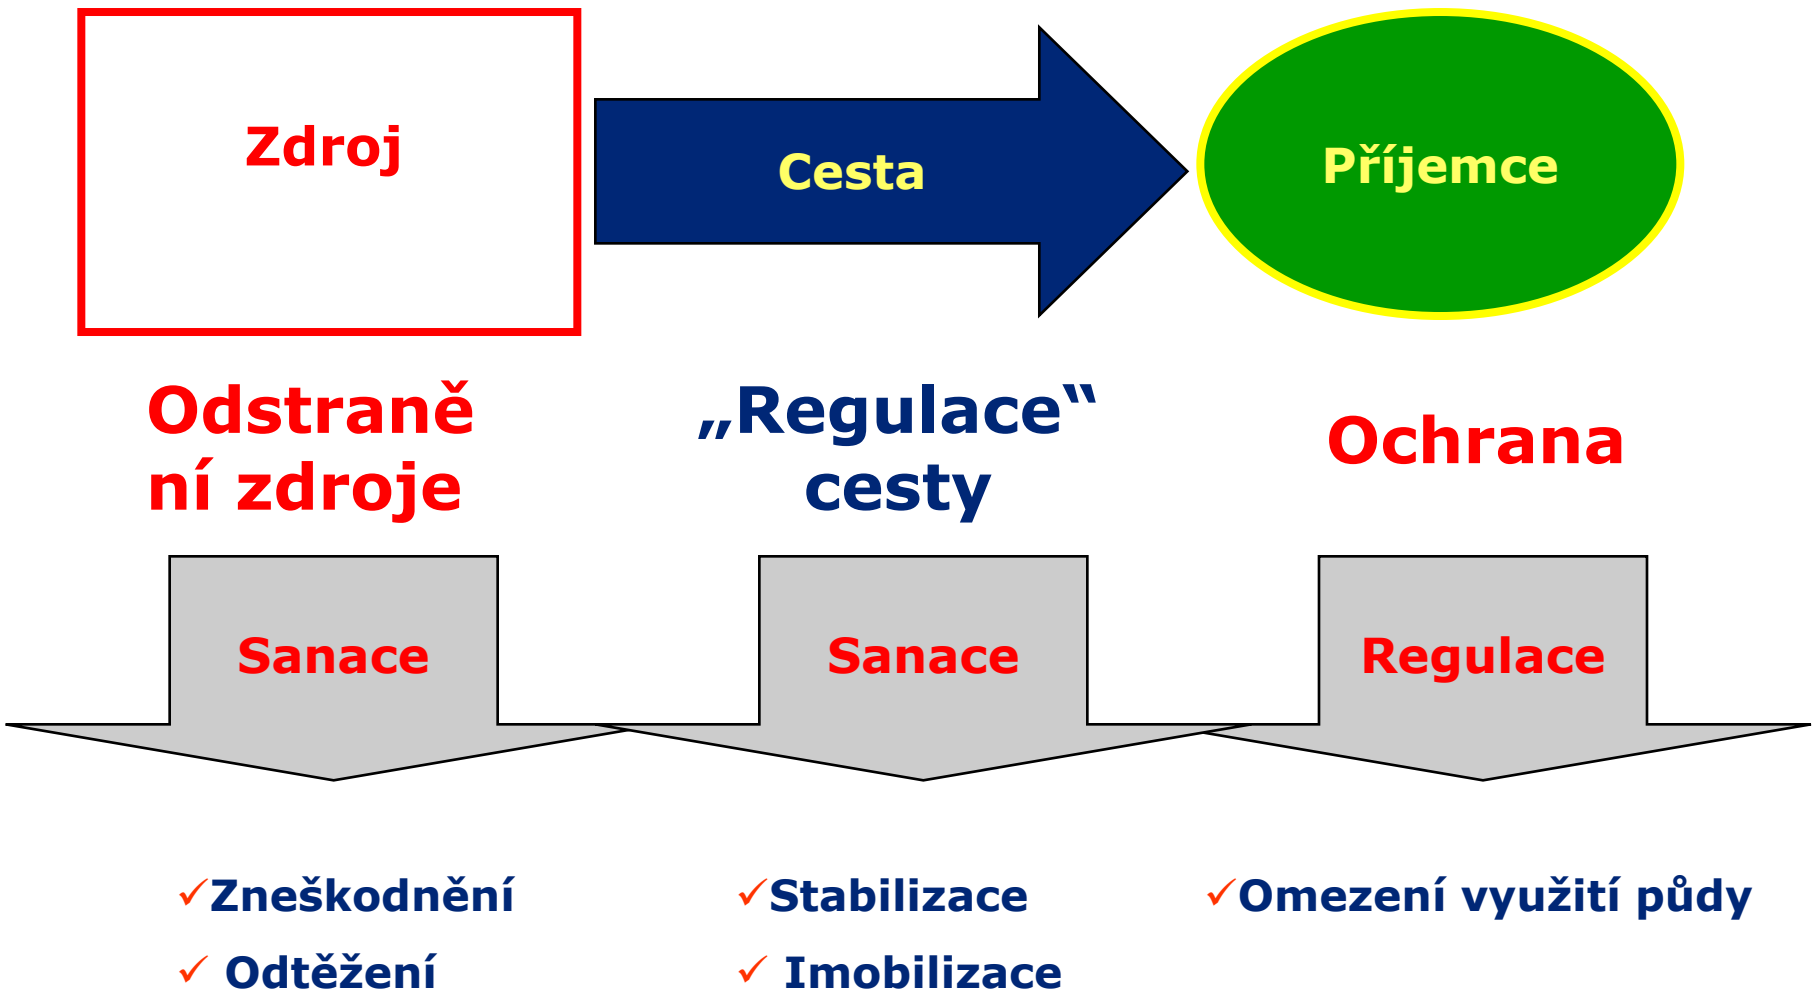 Zdroj
Cesta
Příjemce
Odstraně
ní zdroje
„Regulace“
cesty
Ochrana
Sanace
Sanace
Regulace
✓Zneškodnění
✓ Odtěžení
✓Stabilizace
✓ Imobilizace
✓Omezení využití půdy